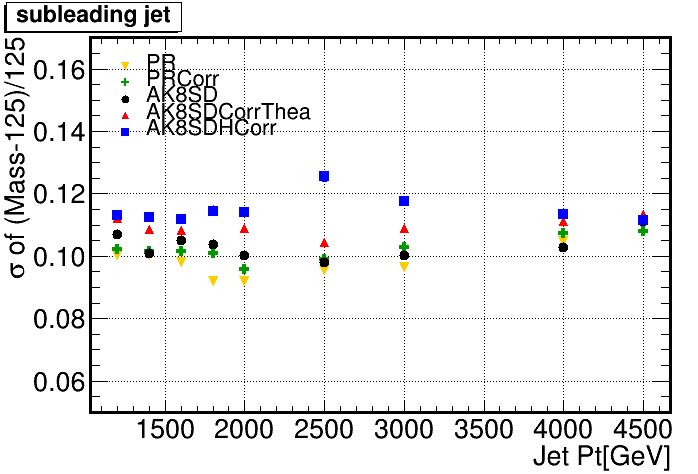 subleading jet
σ of (Mass-125)/125
0.16
0.14
0.12
0.10
0.08
0.06
PR
PRCorr
AK8SD
AK8SDCorrThea
AK8SDHCorr
1500 2000 2500 3000 3500 4000 4500
Jet Pt[GeV]